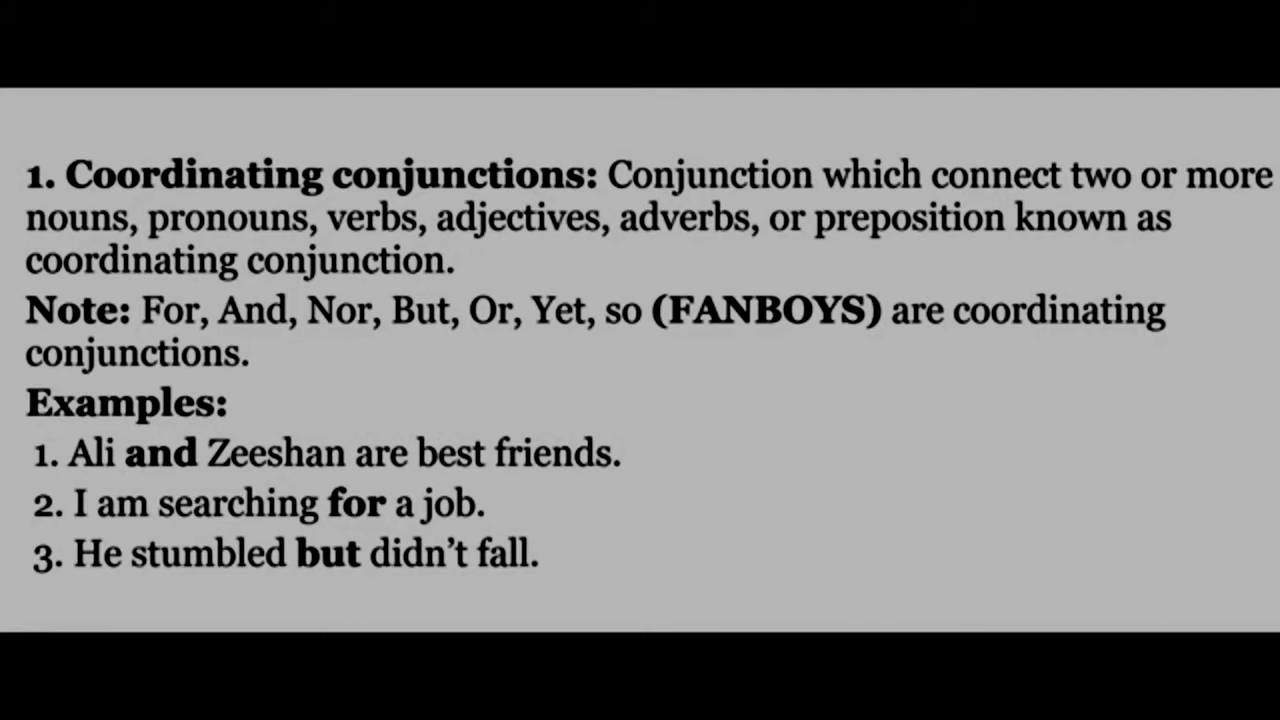 1. Coordinating conjunctions: Conjunction which connect two or more
nouns, pronouns, verbs, adjectives, adverbs, or preposition known as
coordinating conjunction.
Note: For, And, Nor, But, Or, Yet, so (FANBOYS) are coordinating
conjunctions.
Examples:
1. Ali and Zeeshan are best friends.
2. I am searching for a job.
3. He stumbled but didn’t fall.